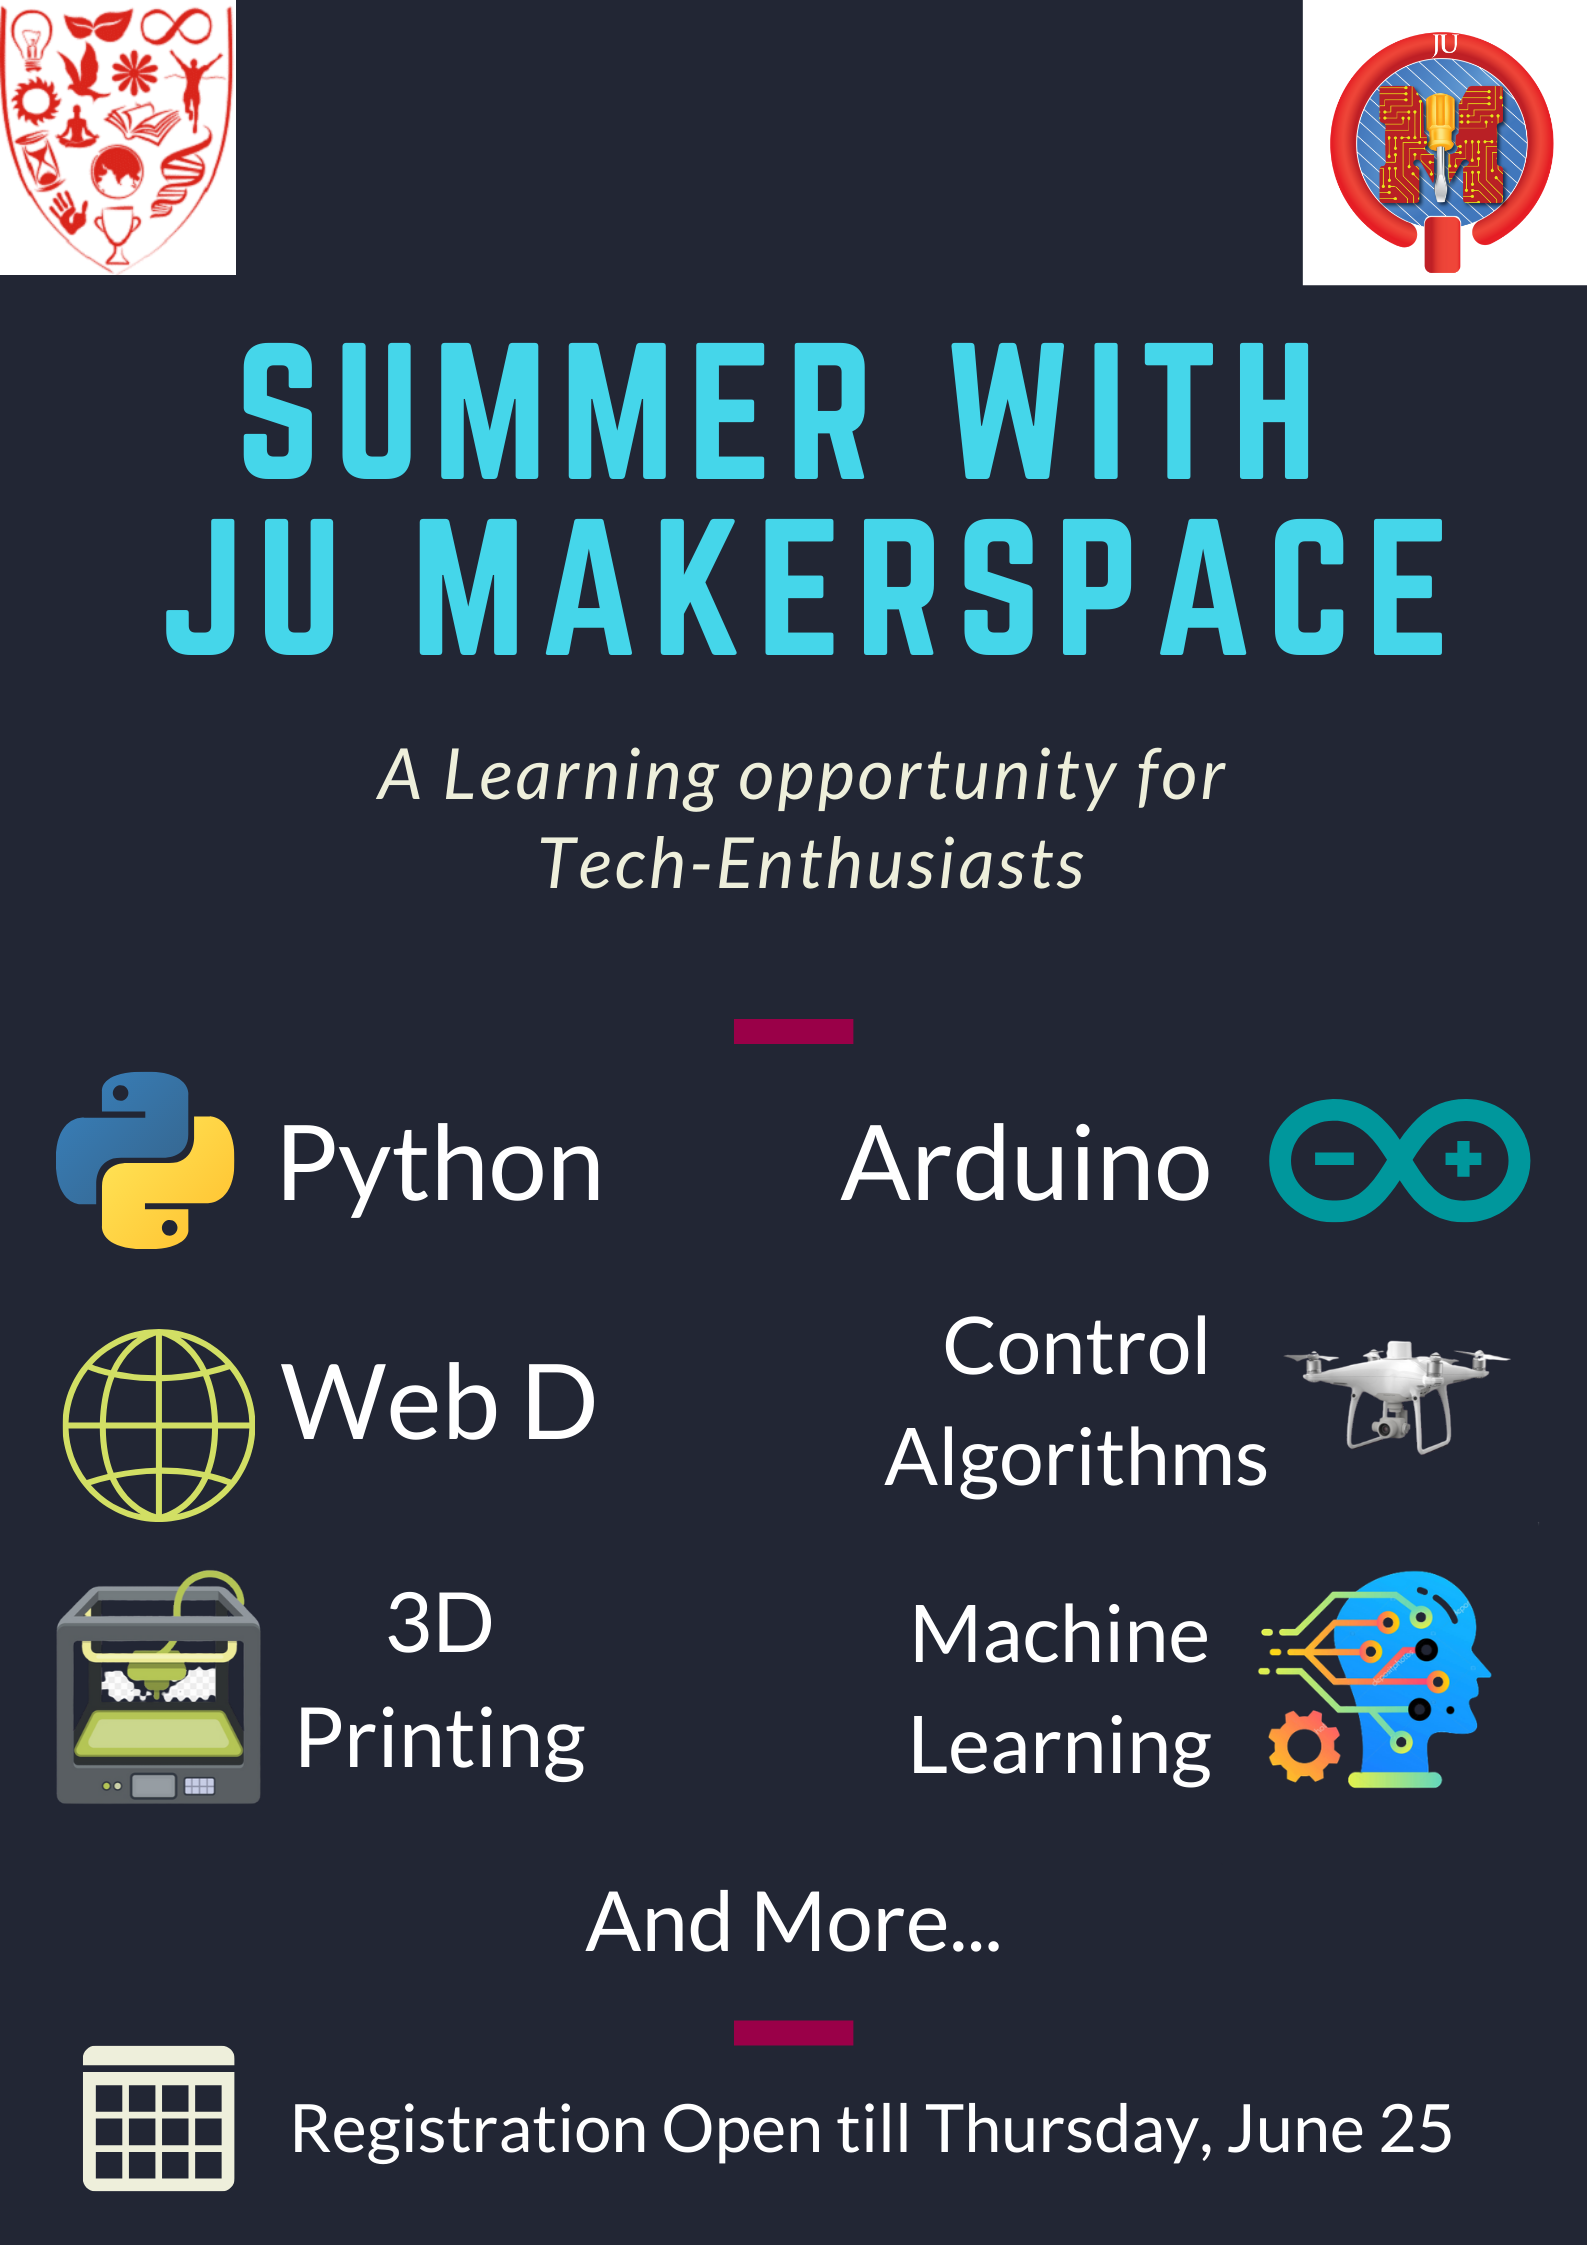 JU
SUMMER WITH
JU MAKERSPACE
A Learning opportunity for
Tech-Enthusiasts
Python
Arduino
Web D
Control
Algorithms
3D
Printing
Machine
Learning
And More...
Registration Open till Thursday, June 25